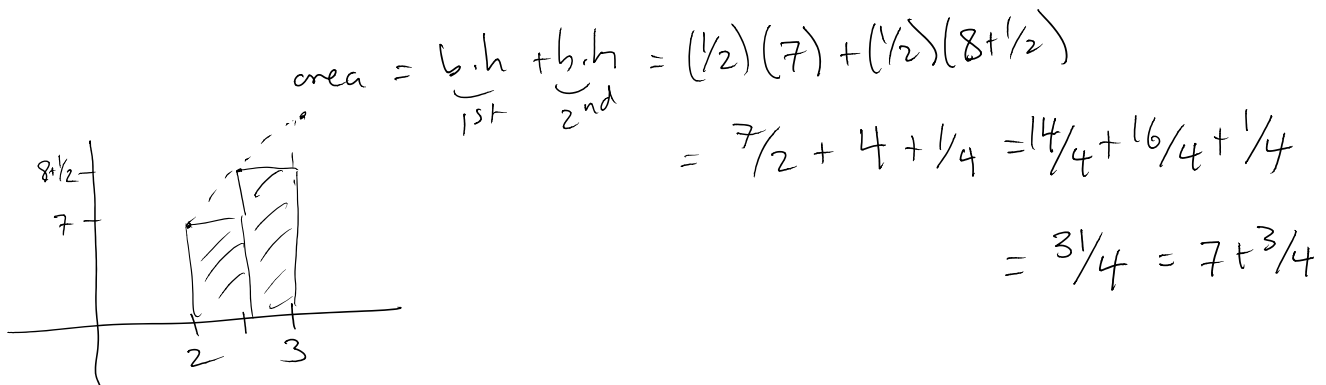 area = b.h + b.h = (1/2)(7) + (1/2)(8+1/2)
1st 2nd
= 7/2 + 4 + 1/4 = 14/4 + 16/4 + 1/4
= 31/4 = 7 + 3/4
8+1/2
7
2 3